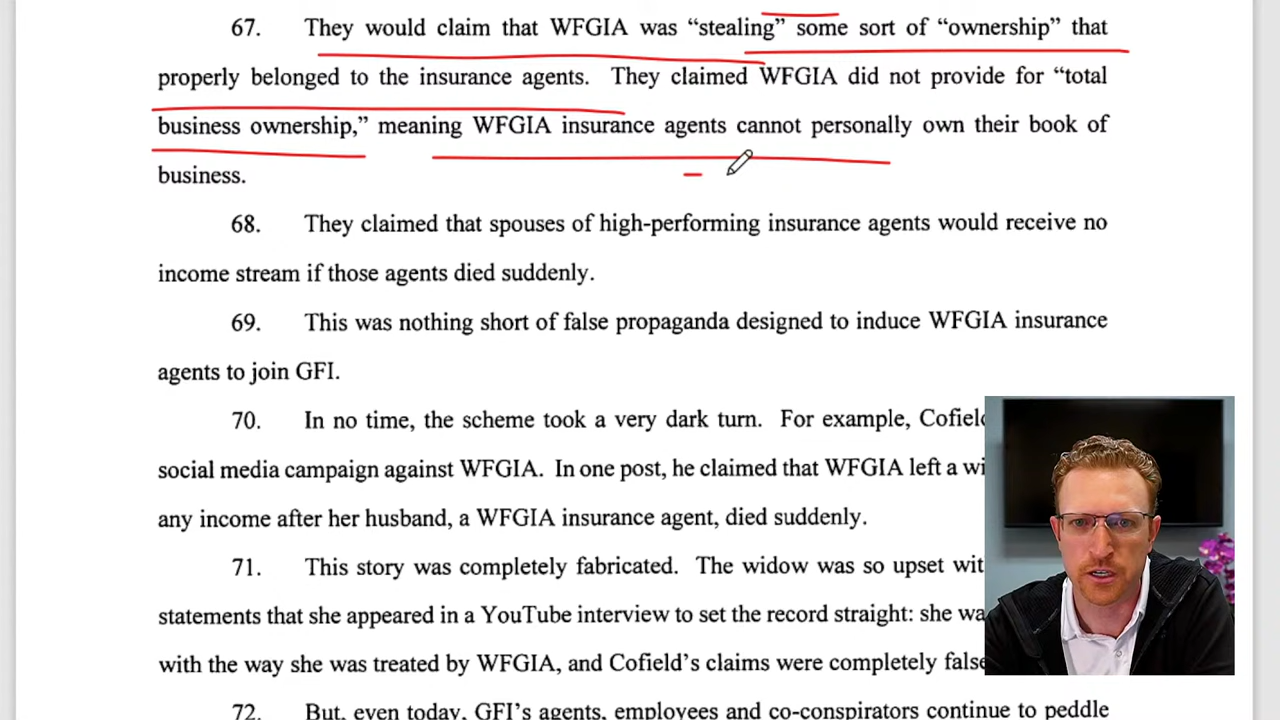 67. They would claim that WFGIA was “stealing” some sort of “ownership” that
properly belonged to the insurance agents. They claimed WFGIA did not provide for “total
business ownership,” meaning WFGIA insurance agents cannot personally own their book of
business.
68. They claimed that spouses of high-performing insurance agents would receive no
income stream if those agents died suddenly.
69. This was nothing short of false propaganda designed to induce WFGIA insurance
agents to join GFI.
70. In no time, the scheme took a very dark turn. For example,
social media campaign against WFGIA. In one post, he claimed that WFGIA left a
any income after her husband, a WFGIA insurance agent, died suddenly.
71. This story was completely fabricated. The widow was so upset
statements that she appeared in a YouTube interview to set the record straight: she
with the way she was treated by WFGIA, and Cofield’s claims were completely
72. But, even today, GFI’s agents, employees and co-conspirators continue to peddle